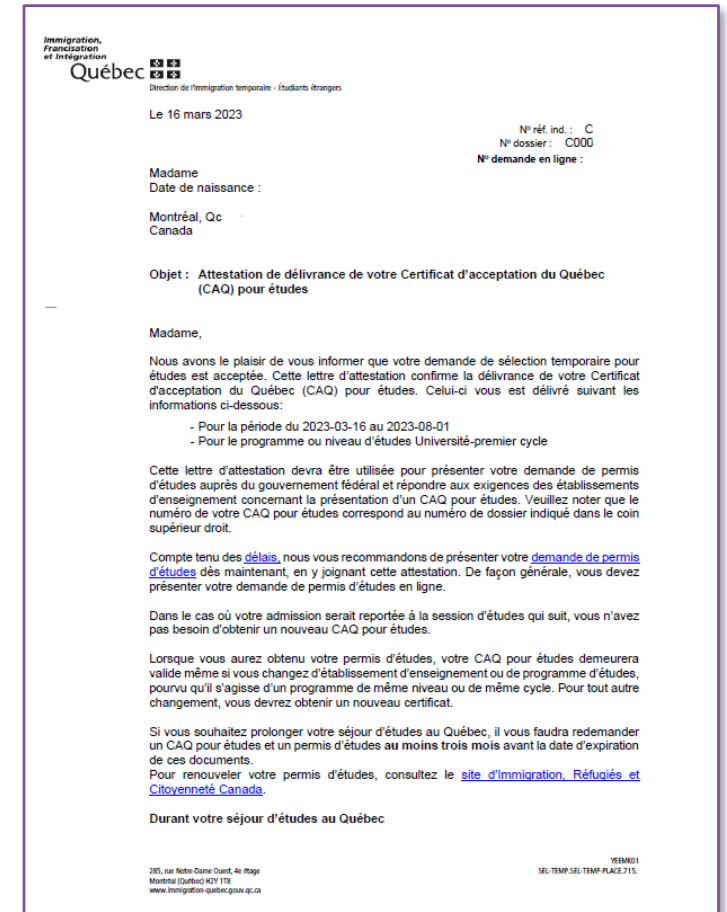 Immigration,
Francisation
et Intégration
Québec
Direction de l'immigration temporaire - Étudiants étrangers
Le 16 mars 2023
Nº réf. ind. : C
Nº dossier : C000
Nº demande en ligne :
Madame
Date de naissance :
Montréal, Qc
Canada
Objet : Attestation de délivrance de votre Certificat d'acceptation du Québec
(CAQ) pour études
Madame,
Nous avons le plaisir de vous informer que votre demande de sélection temporaire pour
études est acceptée. Cette lettre d'attestation confirme la délivrance de votre Certificat
d'acceptation du Québec (CAQ) pour études. Celui-ci vous est délivré suivant les
informations ci-dessous:
- Pour la période du 2023-03-16 au 2023-08-01
- Pour le programme ou niveau d'études Université-premier cycle
Cette lettre d'attestation devra être utilisée pour présenter votre demande de permis
d'études auprès du gouvernement fédéral et répondre aux exigences des établissements
d'enseignement concernant la présentation d'un CAQ pour études. Veuillez noter que le
numéro de votre CAQ pour études correspond au numéro de dossier indiqué dans le coin
supérieur droit.
Compte tenu des délais, nous vous recommandons de présenter votre demande de permis
d'études dès maintenant, en y joignant cette attestation. De façon générale, vous devez
présenter votre demande de permis d'études en ligne.
Dans le cas où votre admission serait reportée à la session d'études qui suit, vous n'avez
pas besoin d'obtenir un nouveau CAQ pour études.
Lorsque vous aurez obtenu votre permis d'études, votre CAQ pour études demeurera
valide même si vous changez d'établissement d'enseignement ou de programme d'études,
pourvu qu'il s'agisse d'un programme de même niveau ou de même cycle. Pour tout autre
changement, vous devrez obtenir un nouveau certificat.
Si vous souhaitez prolonger votre séjour d'études au Québec, il vous faudra redemander
un CAQ pour études et un permis d'études au moins trois mois avant la date d'expiration
de ces documents.
Pour renouveler votre permis d'études, consultez le site d'Immigration, Réfugiés et
Citoyenneté Canada.
Durant votre séjour d'études au Québec
285, rue Notre-Dame Ouest, 4e étage
Montréal (Québec) H2Y 1T8
www.immigration-quebec.gouv.qc.ca
YEEMK01
SEL-TEMP.SEL-TEMP-PLACE.715.